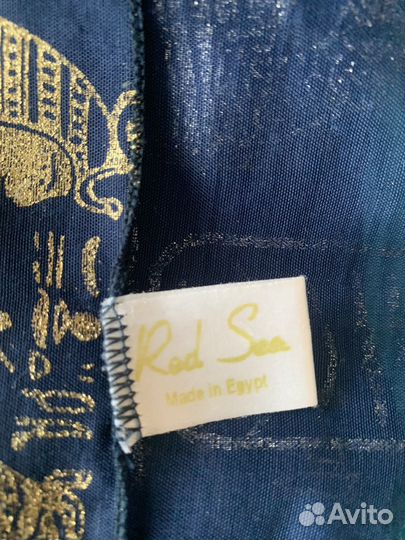 Red Sea
Made in Egypt
Avito